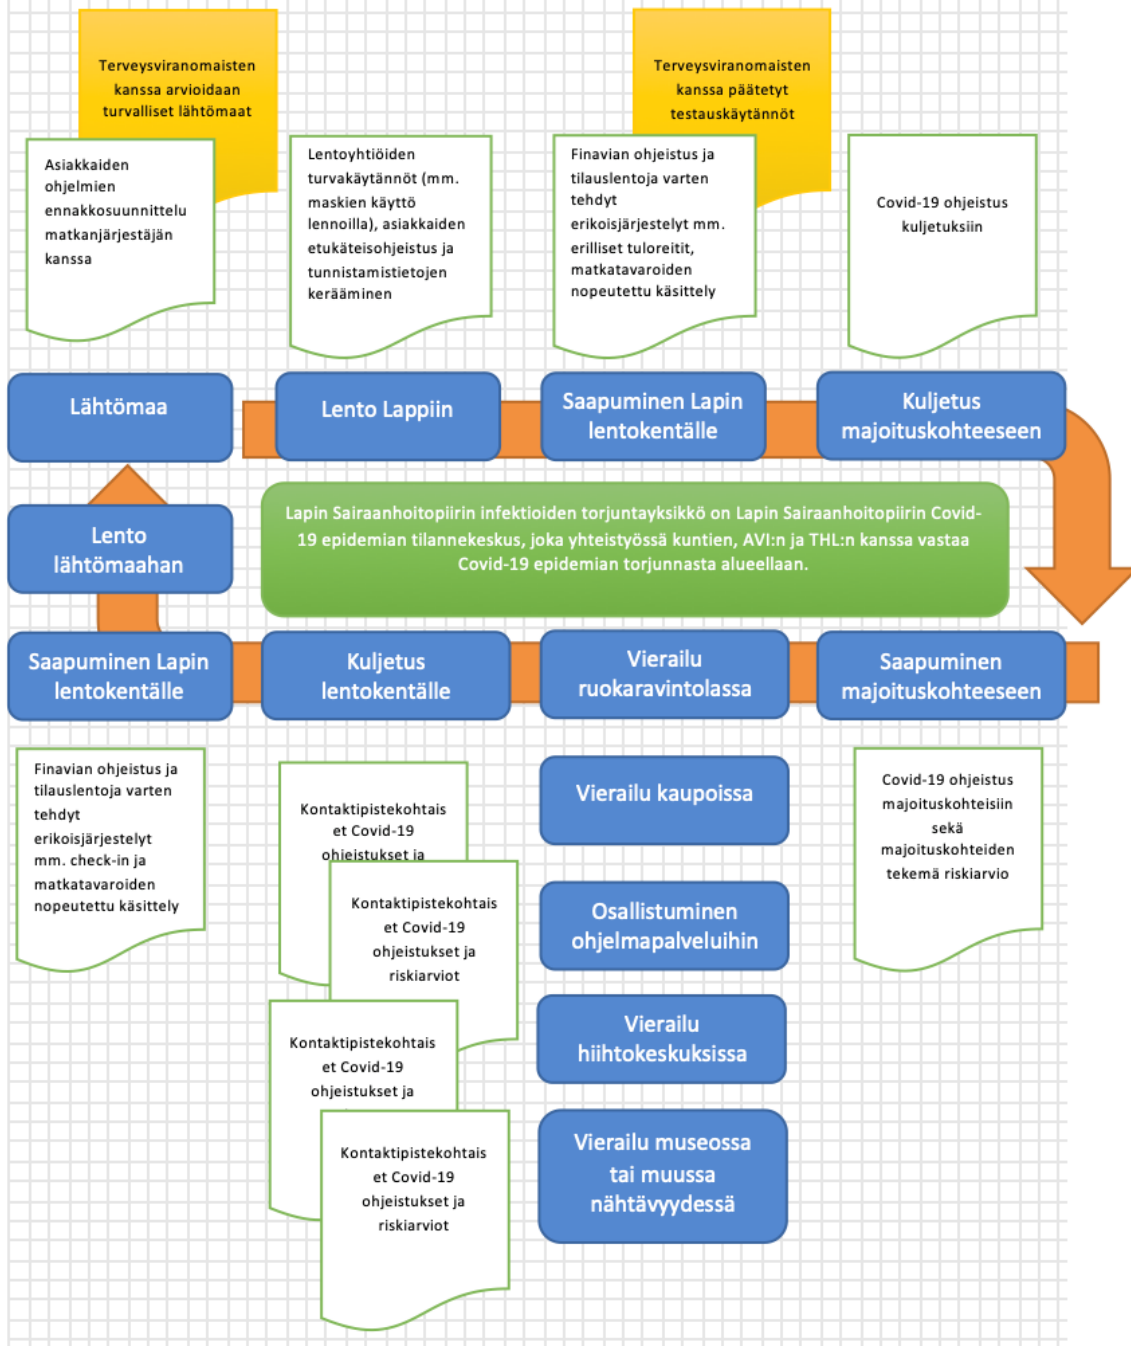 Terveysviranomaisten
kanssa arvioidaan
turvalliset lähtömaat
Terveysviranomaisten
kanssa päätetyt
testauskäytännöt
Asiakkaiden
ohjelmien
ennakkosuunnittelu
matkanjärjestäjän
kanssa
Lentoyhtiöiden
turvakäytännöt (mm.
maskien käyttö
lennoilla), asiakkaiden
etukäteisohjeistus ja
tunnistamistietojen
kerääminen
Finavian ohjeistus ja
tilauslentoja varten
tehdyt
erikoisjärjestelyt mm.
erilliset tuloreitit,
matkatavaroiden
nopeutettu käsittely
Covid-19 ohjeistus
kuljetuksiin
Lähtömaa
Lento Lappiin
Saapuminen Lapin
lentokentälle
Kuljetus
majoituskohteeseen
Lento
lähtömaahan
Lapin Sairaanhoitopiirin infektioiden torjuntayksikkö on Lapin Sairaanhoitopiirin Covid-
19 epidemian tilannekeskus, joka yhteistyössä kuntien, AVI:n ja THL:n kanssa vastaa
Covid-19 epidemian torjunnasta alueellaan.
Saapuminen Lapin
lentokentälle
Kuljetus
lentokentälle
Vierailu
ruokaravintolassa
Saapuminen
majoituskohteeseen
Finavian ohjeistus ja
tilauslentoja varten
tehdyt
erikoisjärjestelyt
mm. check-in ja
matkatavaroiden
nopeutettu käsittely
Kontaktipistekohtais
et Covid-19
ohjeistukset ja
Kontaktipistekohtais
et Covid-19
ohjeistukset ja
riskiarviot
Kontaktipistekohtais
et Covid-19
ohjeistukset ja
Kontaktipistekohtais
et Covid-19
ohjeistukset ja
riskiarviot
Vierailu kaupoissa
Osallistuminen
ohjelmapalveluihin
Vierailu
hiihtokeskuksissa
Vierailu museossa
tai muussa
nähtävyydessä
Covid-19 ohjeistus
majoituskohteisiin
sekä
majoituskohteiden
tekemä riskiarvio